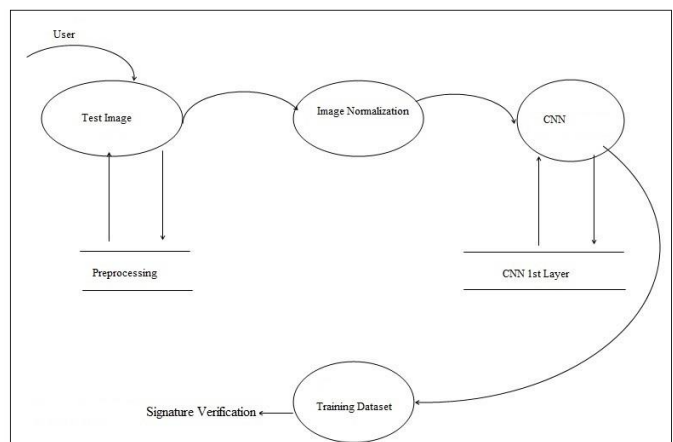 User
Test Image
Image Normalization
CNN
Preprocessing
CNN 1st Layer
Training Dataset
Signature Verification